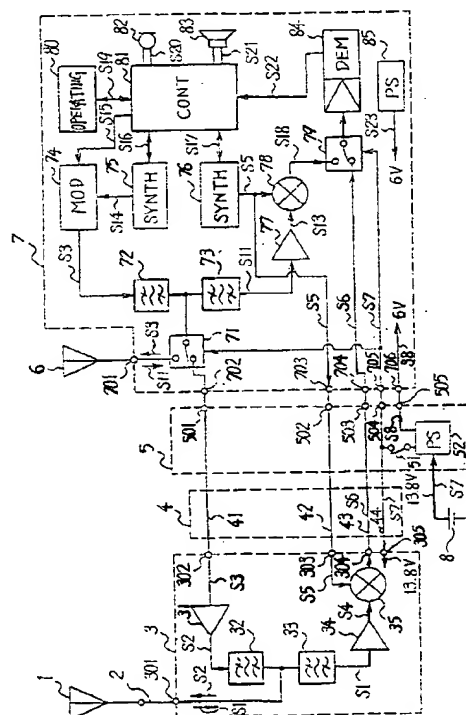 82
83
80
OPERATING
S19
81
S20
S21
84
85
S15
S22
74
CONT
DEM
PS
MOD
S16
S17
75
76
S14
SYNTH
SYNTH
S5
78
S18
79
S23
6V
7
S3
77
S13
72
73
S11
6
S3
71
S11
701
702
S5
S6
S7
6V
S8
703
704
705
706
501
502
503
504
505
5
S8
51
PS
52
13.8V
S7
8
4
41
42
43
S6
44
S7
302
303
304
305
S3
S5
13.8V
3
31
35
S2
S4
34
32
33
S1
1
2
301
S2
S1